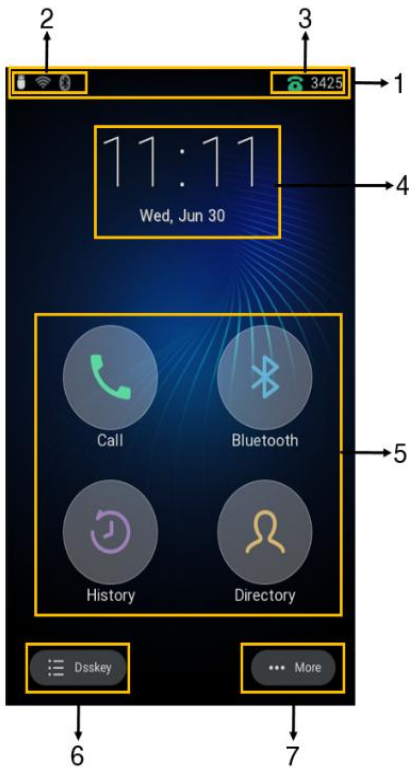 2 3
3425 1
11:11
4
Wed, Jun 30
Call Bluetooth
5
History Directory
Dsskey More
6 7